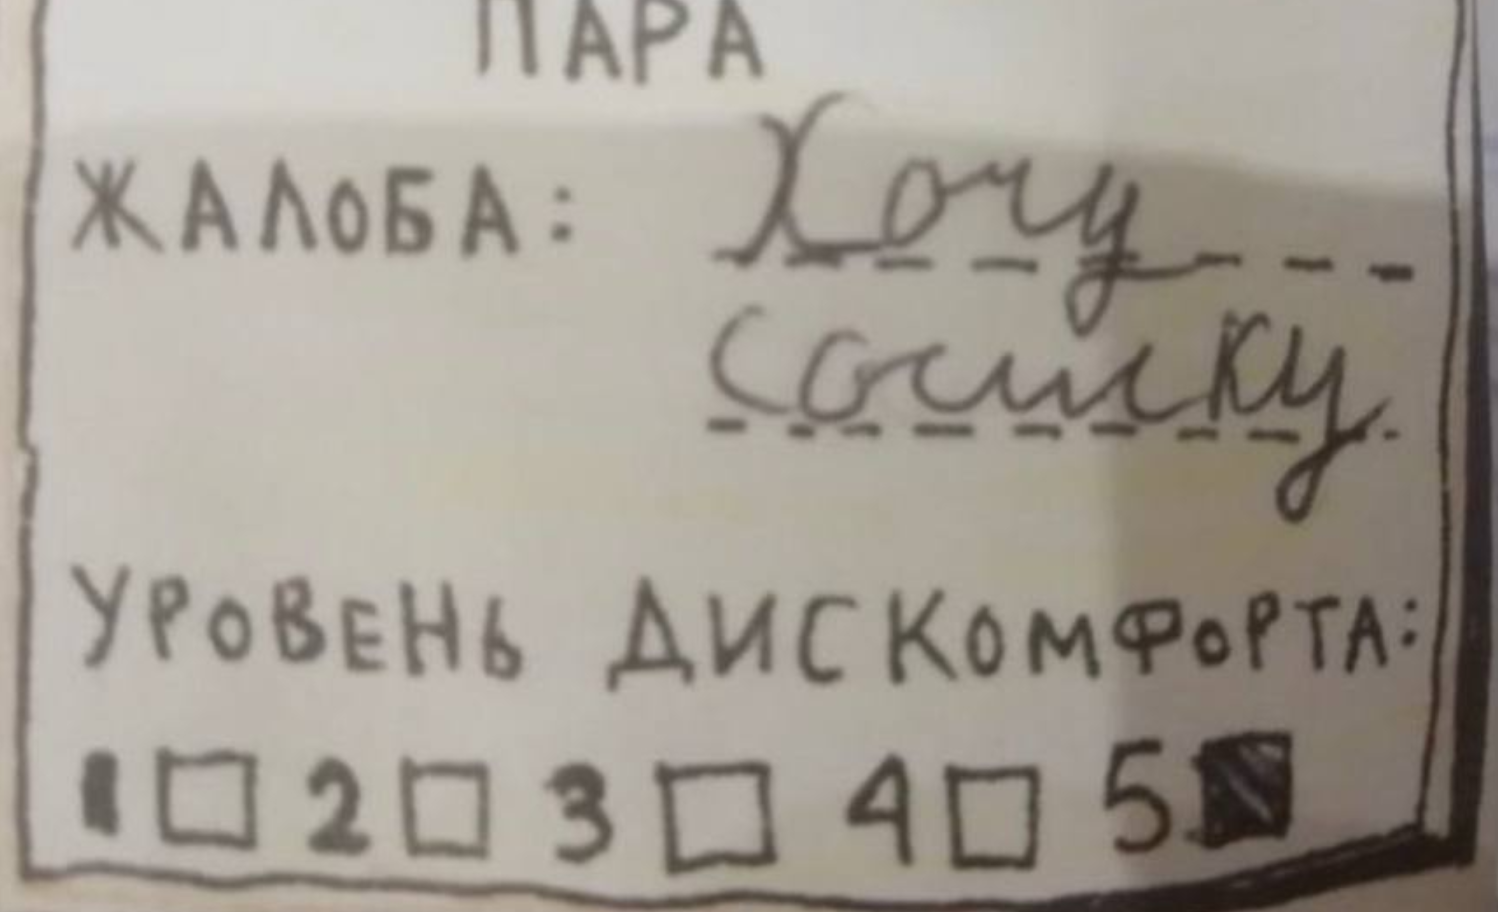 ПАРА
ЖАЛОБА: Хочу
сосиску
УРОВЕНЬ ДИСКОМФОРТА:
1 2 3 4 5